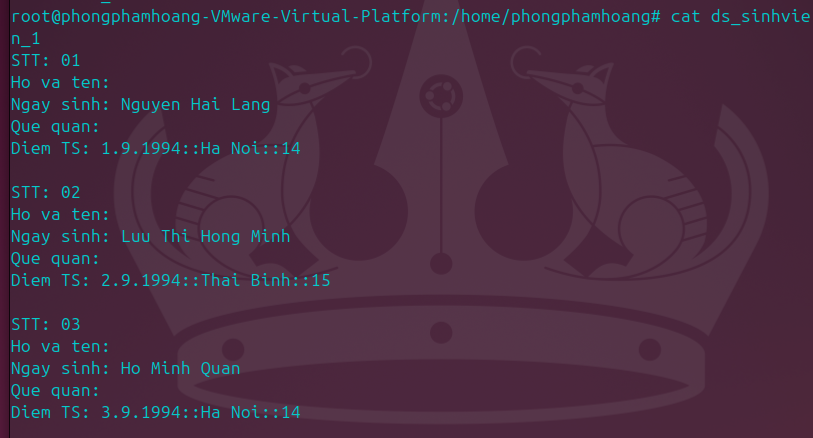 root@phongphamhoang-VMware-Virtual-Platform:/home/phongphamhoang# cat ds_sinhvie
n_1
STT: 01
Ho va ten:
Ngay sinh: Nguyen Hai Lang
Que quan:
Diem TS: 1.9.1994::Ha Noi::14
STT: 02
Ho va ten:
Ngay sinh: Luu Thi Hong Minh
Que quan:
Diem TS: 2.9.1994::Thai Binh::15
STT: 03
Ho va ten:
Ngay sinh: Ho Minh Quan
Que quan:
Diem TS: 3.9.1994::Ha Noi::14